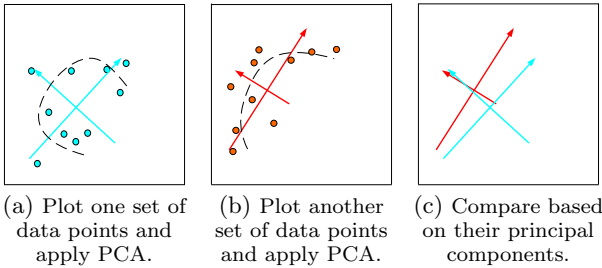 (a) Plot one set of
data points and
apply PCA.
(b) Plot another
set of data points
and apply PCA.
(c) Compare based
on their principal
components.